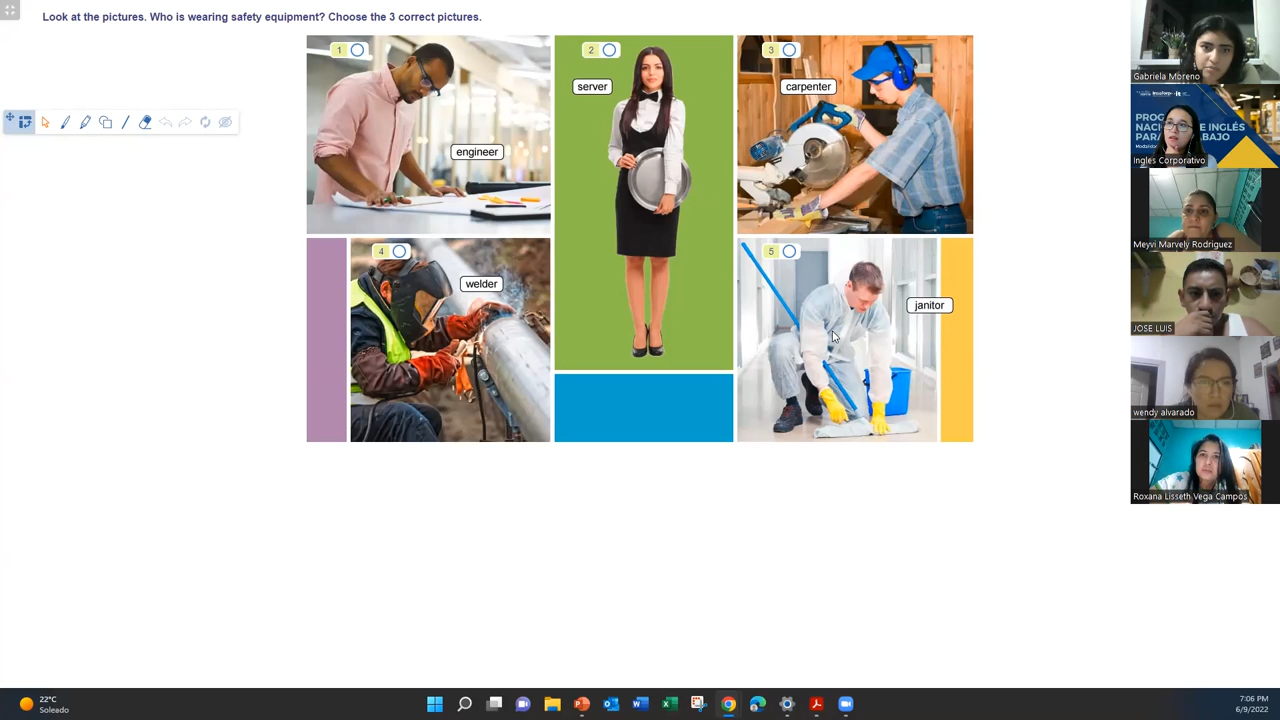 Look at the pictures. Who is wearing safety equipment? Choose the 3 correct pictures.
1
engineer
2
server
3
carpenter
4
welder
5
janitor
Gabriela Moreno
Ingles Corporativo
Meyvi Marvely Rodriguez
JOSE LUIS
wendy alvarado
Roxana Lisseth Vega Campos
22°C
Soleado
7:06 PM
6/9/2022